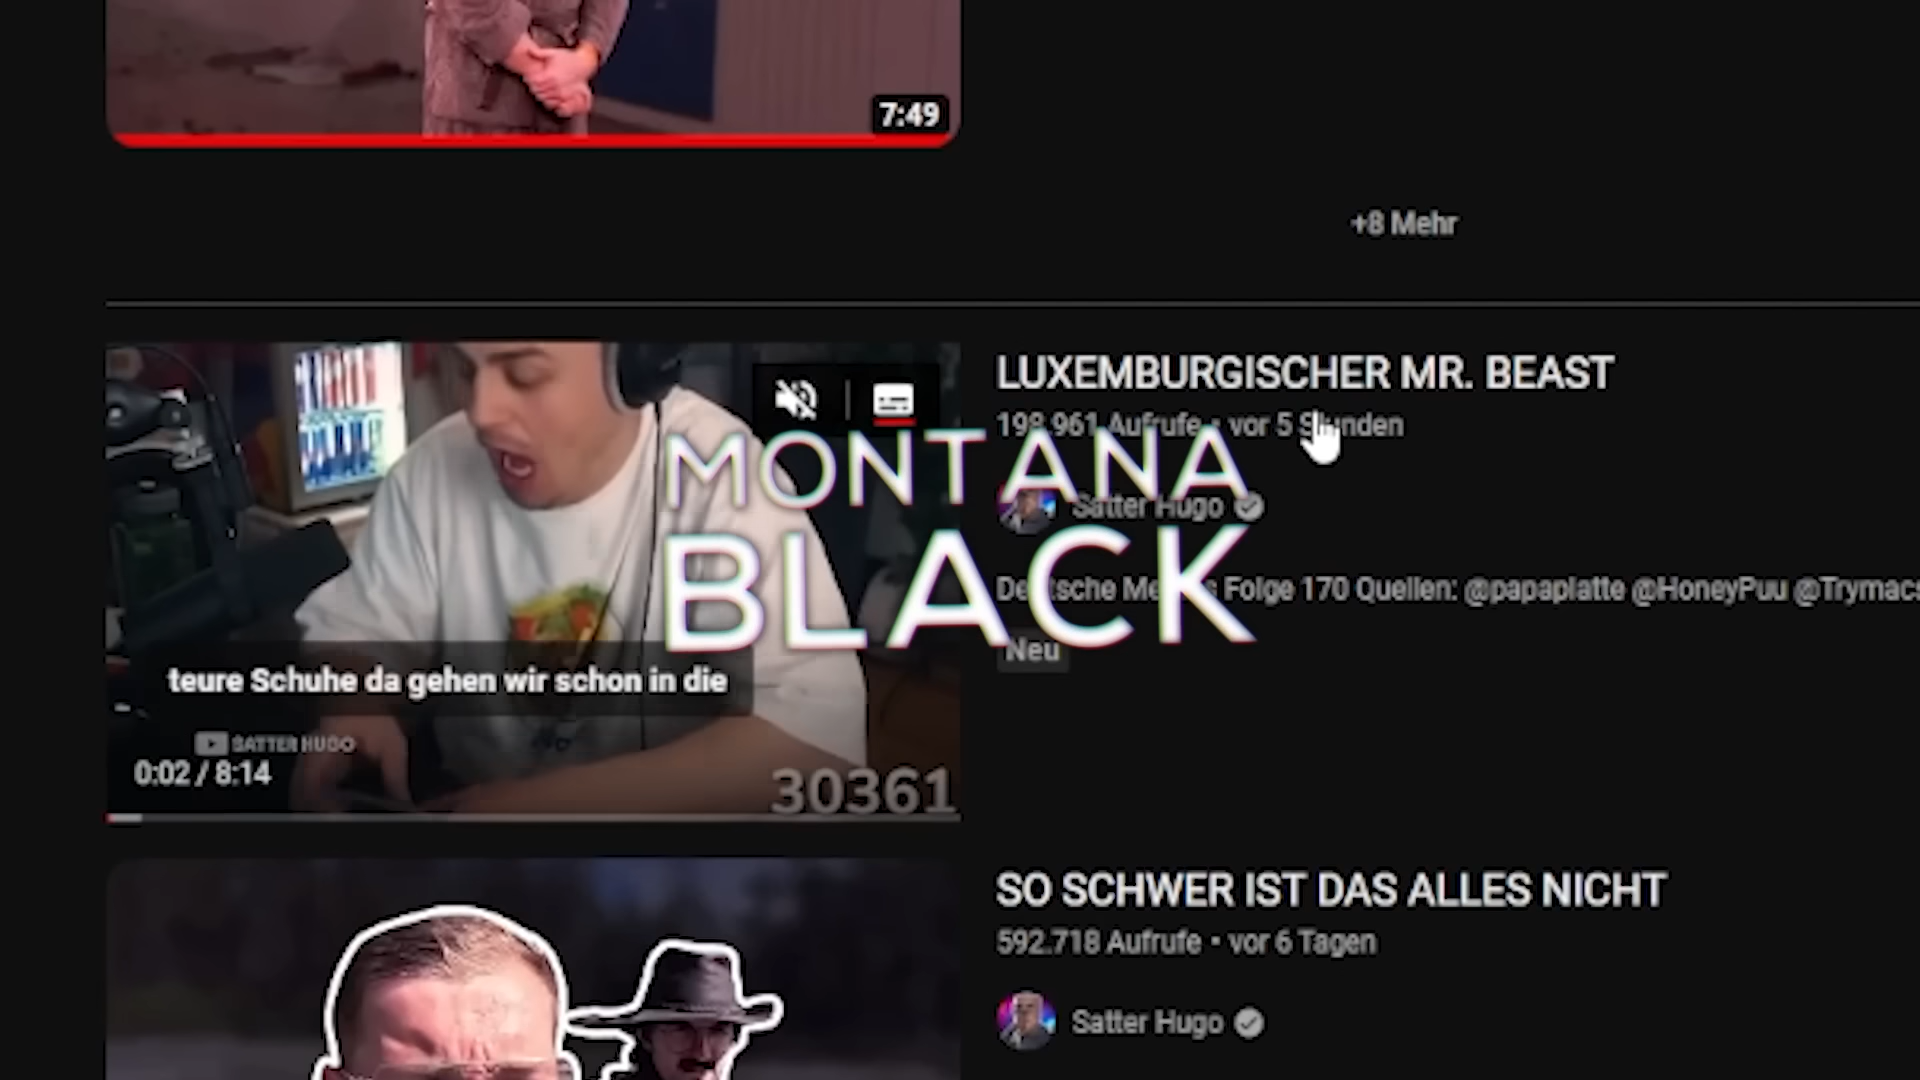 7:49
+8 Mehr
LUXEMBURGISCHER MR. BEAST
198.961 Aufrufe • vor 5 Stunden
MONTANA
BLACK
Satter Hugo
Deutsche Memes Folge 170 Quellen: @papaplatte @HoneyPuu @Trymacs
Neu
teure Schuhe da gehen wir schon in die
SATTER HUGO
0:02 / 8:14
30361
SO SCHWER IST DAS ALLES NICHT
592.718 Aufrufe • vor 6 Tagen
Satter Hugo